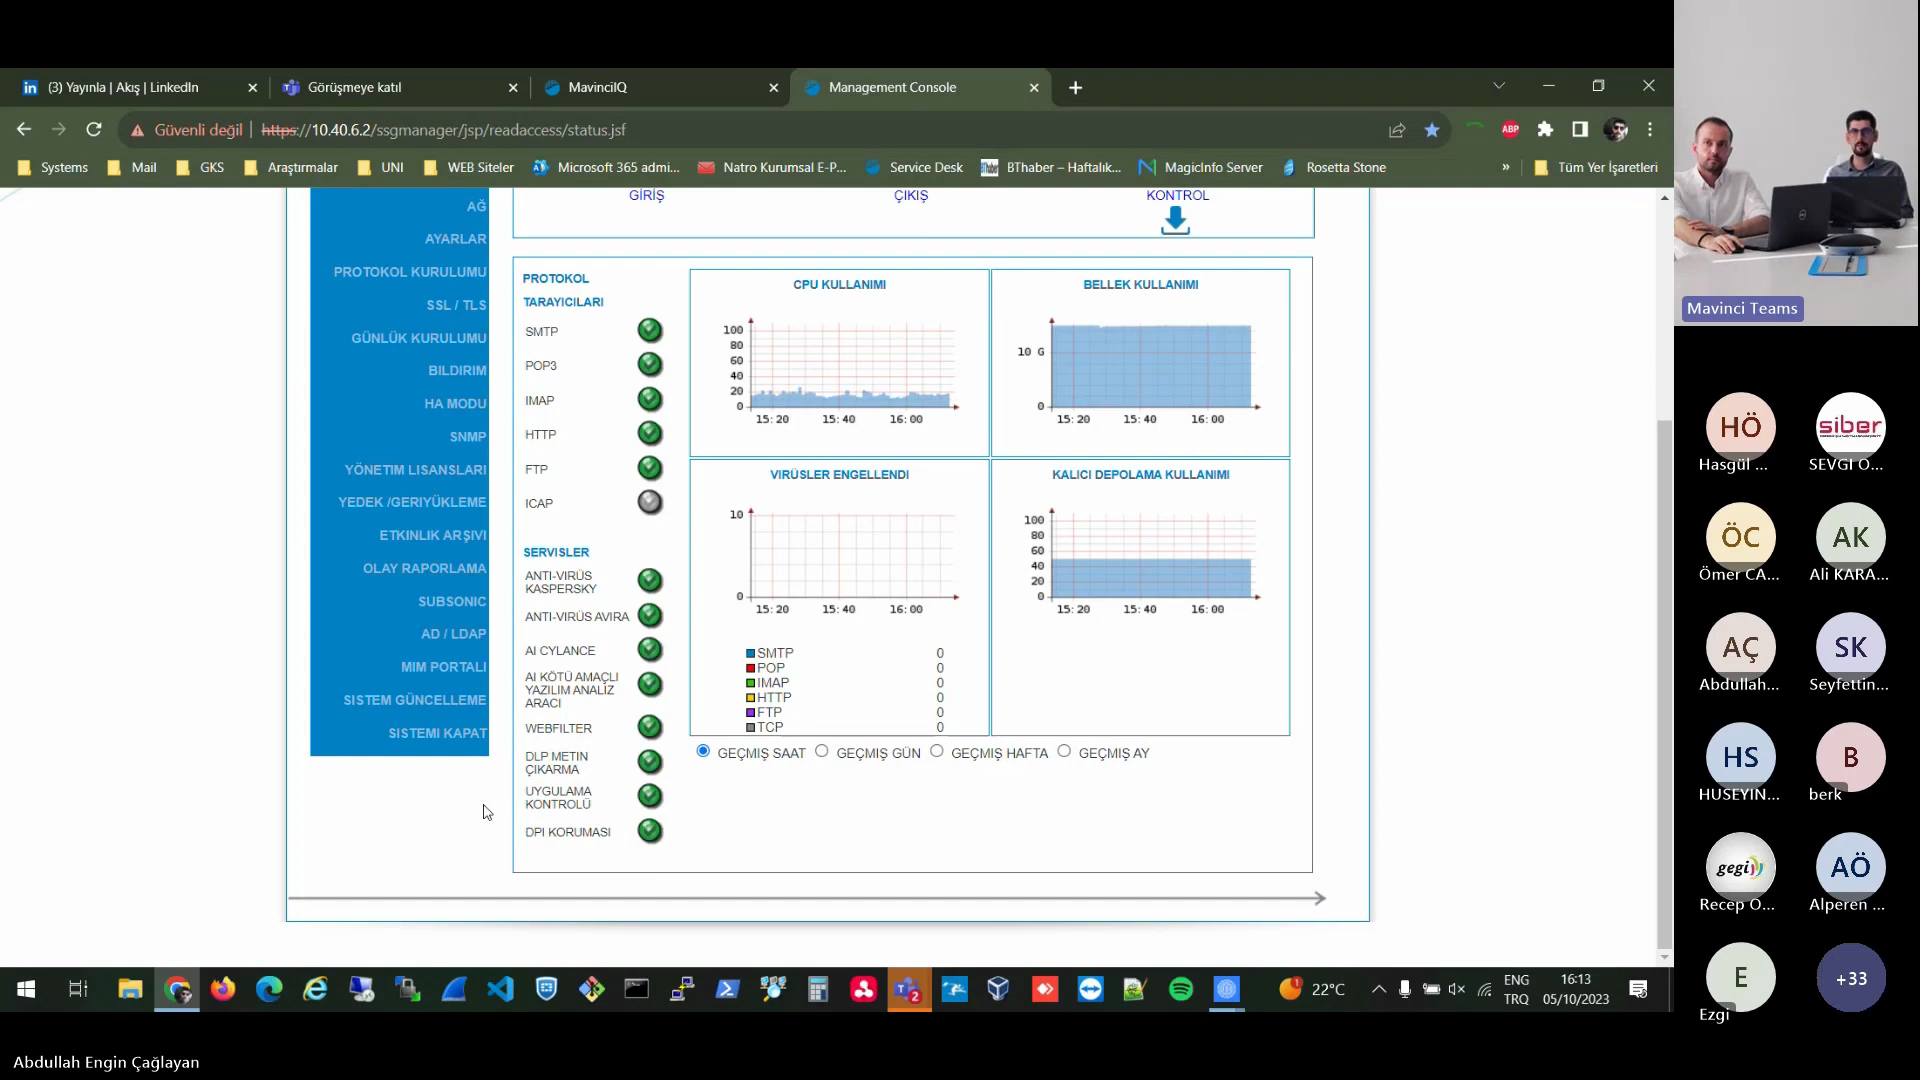 (3) Yayınla | Akış | LinkedIn
Görüşmeye katıl
MavinciIQ
Management Console
Güvenli değil
https://10.40.6.2/ssgmanager/jsp/readaccess/status.jsf
ABP
Systems
Mail
GKS
Araştırmalar
UNI
WEB Siteler
Microsoft 365 admi...
Natro Kurumsal E-P...
Service Desk
BThaber – Haftalık...
MagicInfo Server
Rosetta Stone
»
Tüm Yer İşaretleri
AĞ
AYARLAR
PROTOKOL KURULUMU
SSL / TLS
GÜNLÜK KURULUMU
BILDIRIM
HA MODU
SNMP
YÖNETIM LISANSLARI
YEDEK /GERIYÜKLEME
ETKINLIK ARŞIVI
OLAY RAPORLAMA
SUBSONIC
AD / LDAP
MIM PORTALI
SISTEM GÜNCELLEME
SISTEMI KAPAT
GİRİŞ
ÇIKIŞ
KONTROL
PROTOKOL
TARAYICILARI
SMTP
POP3
IMAP
HTTP
FTP
ICAP
SERVISLER
ANTI-VIRÜS
KASPERSKY
ANTI-VIRÜS AVIRA
AI CYLANCE
AI KÖTÜ AMAÇLI
YAZILIM ANALİZ
ARACI
WEBFILTER
DLP METIN
ÇIKARMA
UYGULAMA
KONTROLÜ
DPI KORUMASI
CPU KULLANIMI
100
80
60
40
20
0
15:20 15:40 16:00
BELLEK KULLANIMI
10 G
0
15:20 15:40 16:00
VIRÜSLER ENGELLENDI
10
0
15:20 15:40 16:00
SMTP 0
POP 0
IMAP 0
HTTP 0
FTP 0
TCP 0
KALICI DEPOLAMA KULLANIMI
100
80
60
40
20
0
15:20 15:40 16:00
GEÇMIŞ SAAT
GEÇMIŞ GÜN
GEÇMIŞ HAFTA
GEÇMIŞ AY
Mavinci Teams
HÖ
Hasgül ...
siber
SEVGI O...
ÖC
Ömer CA...
AK
Ali KARA...
AÇ
Abdullah...
SK
Seyfettin...
HS
HUSEYIN...
B
berk
gegi
Recep O...
AÖ
Alperen ...
E
Ezgi
+33
2
1
22°C
ENG
TRQ
16:13
05/10/2023
Abdullah Engin Çağlayan